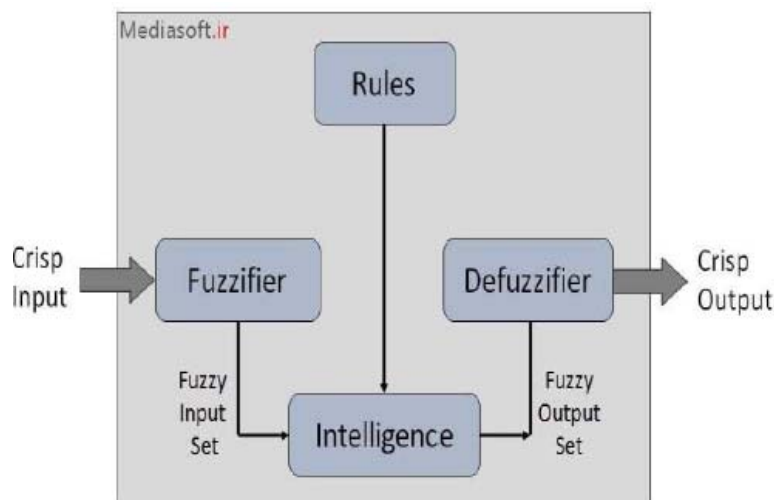 Mediasoft.ir
Rules
Crisp
Input
Fuzzifier
Defuzzifier
Crisp
Output
Fuzzy
Input
Set
Intelligence
Fuzzy
Output
Set